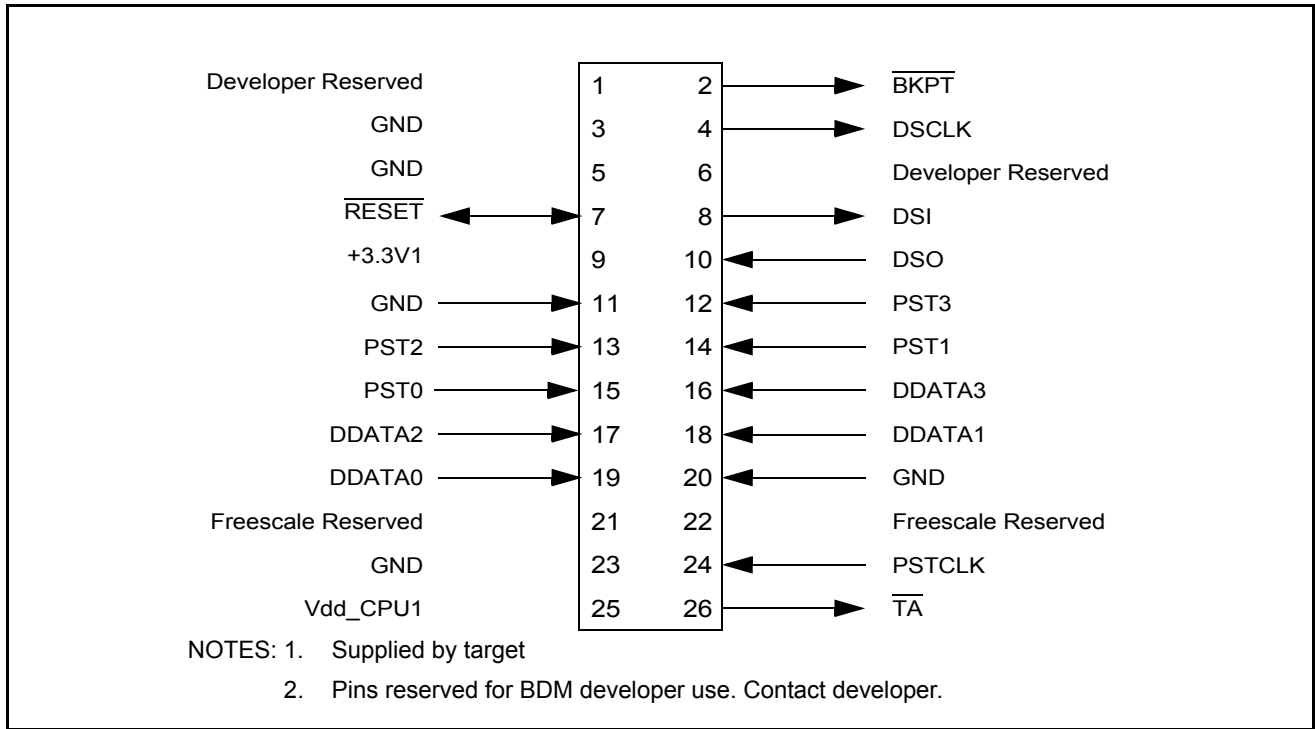 Developer Reserved 1 2 B̅K̅P̅T̅
GND 3 4 DSCLK
GND 5 6 Developer Reserved
R̅E̅S̅E̅T̅ 7 8 DSI
+3.3V1 9 10 DSO
GND 11 12 PST3
PST2 13 14 PST1
PST0 15 16 DDATA3
DDATA2 17 18 DDATA1
DDATA0 19 20 GND
Freescale Reserved 21 22 Freescale Reserved
GND 23 24 PSTCLK
Vdd_CPU1 25 26 T̅A̅
NOTES: 1. Supplied by target
2. Pins reserved for BDM developer use. Contact developer.